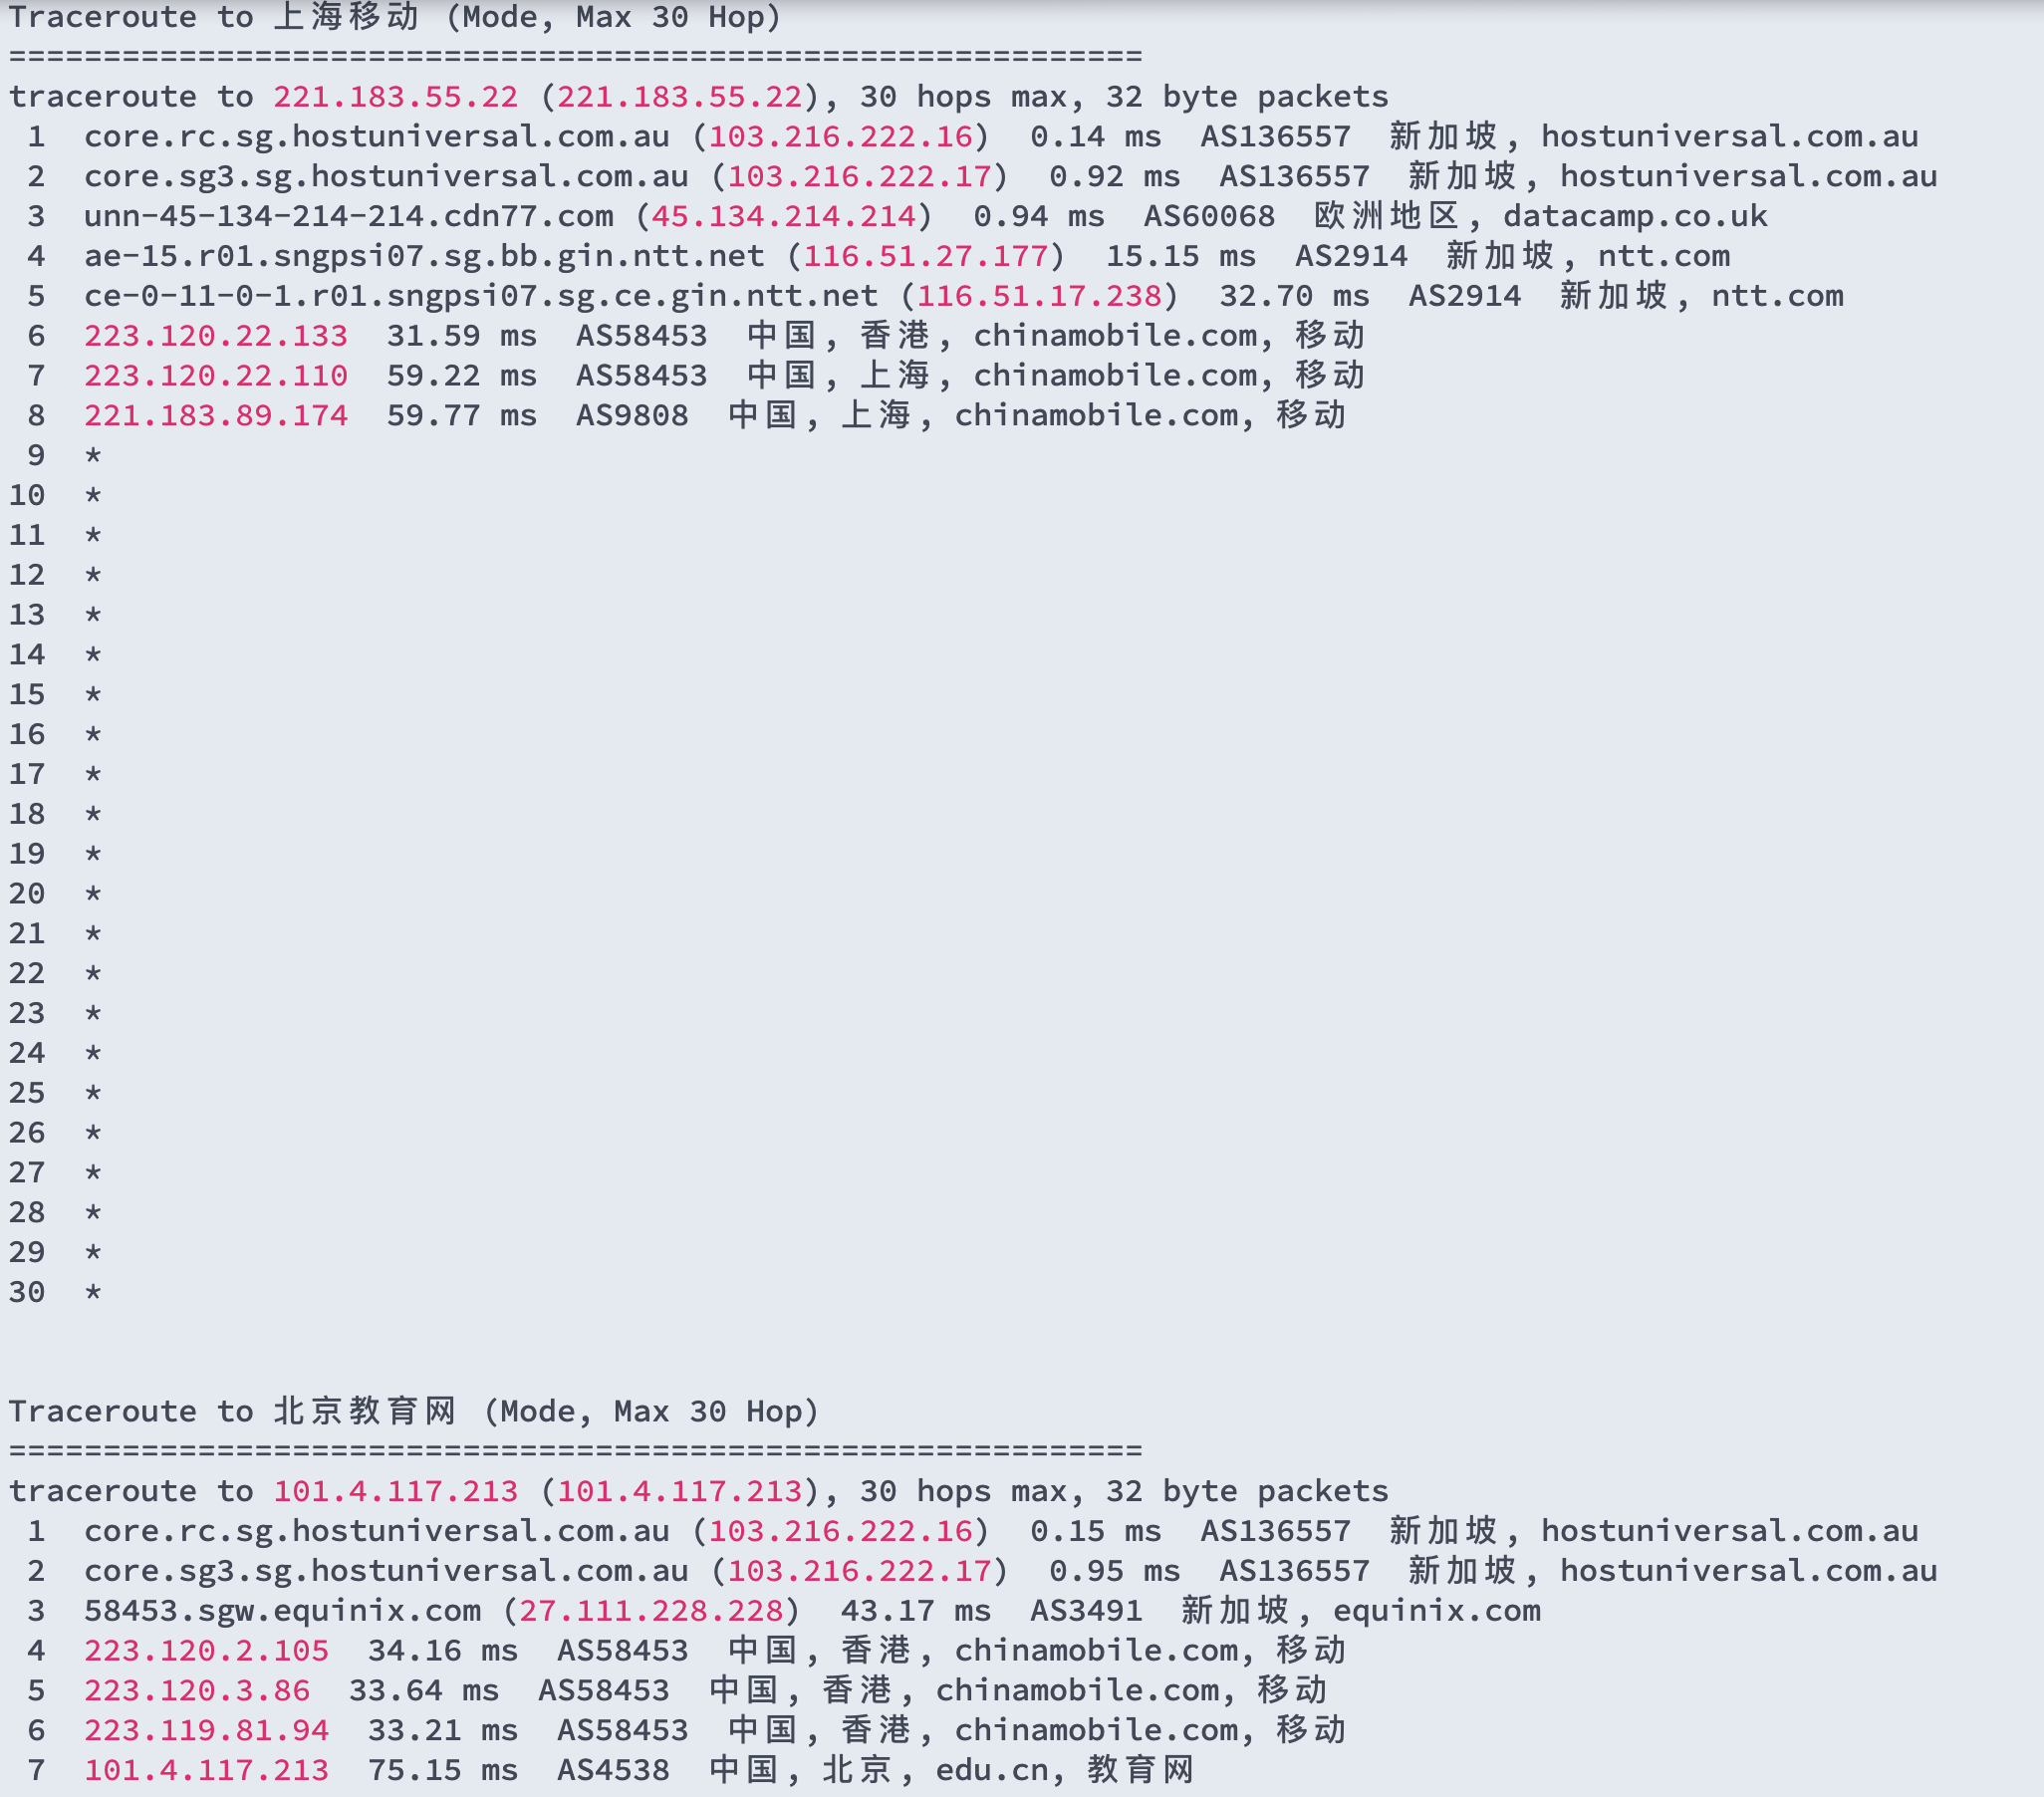 Traceroute to 上海移动 (Mode, Max 30 Hop)
============================================================
traceroute to 221.183.55.22 (221.183.55.22), 30 hops max, 32 byte packets
1 core.rc.sg.hostuniversal.com.au (103.216.222.16) 0.14 ms AS136557 新加坡, hostuniversal.com.au
2 core.sg3.sg.hostuniversal.com.au (103.216.222.17) 0.92 ms AS136557 新加坡, hostuniversal.com.au
3 unn-45-134-214-214.cdn77.com (45.134.214.214) 0.94 ms AS60068 欧洲地区, datacamp.co.uk
4 ae-15.r01.sngpsi07.sg.bb.gin.ntt.net (116.51.27.177) 15.15 ms AS2914 新加坡, ntt.com
5 ce-0-11-0-1.r01.sngpsi07.sg.ce.gin.ntt.net (116.51.17.238) 32.70 ms AS2914 新加坡, ntt.com
6 223.120.22.133 31.59 ms AS58453 中国, 香港, chinamobile.com, 移动
7 223.120.22.110 59.22 ms AS58453 中国, 上海, chinamobile.com, 移动
8 221.183.89.174 59.77 ms AS9808 中国, 上海, chinamobile.com, 移动
9 *
10 *
11 *
12 *
13 *
14 *
15 *
16 *
17 *
18 *
19 *
20 *
21 *
22 *
23 *
24 *
25 *
26 *
27 *
28 *
29 *
30 *
Traceroute to 北京教育网 (Mode, Max 30 Hop)
============================================================
traceroute to 101.4.117.213 (101.4.117.213), 30 hops max, 32 byte packets
1 core.rc.sg.hostuniversal.com.au (103.216.222.16) 0.15 ms AS136557 新加坡, hostuniversal.com.au
2 core.sg3.sg.hostuniversal.com.au (103.216.222.17) 0.95 ms AS136557 新加坡, hostuniversal.com.au
3 58453.sgw.equinix.com (27.111.228.228) 43.17 ms AS3491 新加坡, equinix.com
4 223.120.2.105 34.16 ms AS58453 中国, 香港, chinamobile.com, 移动
5 223.120.3.86 33.64 ms AS58453 中国, 香港, chinamobile.com, 移动
6 223.119.81.94 33.21 ms AS58453 中国, 香港, chinamobile.com, 移动
7 101.4.117.213 75.15 ms AS4538 中国, 北京, edu.cn, 教育网